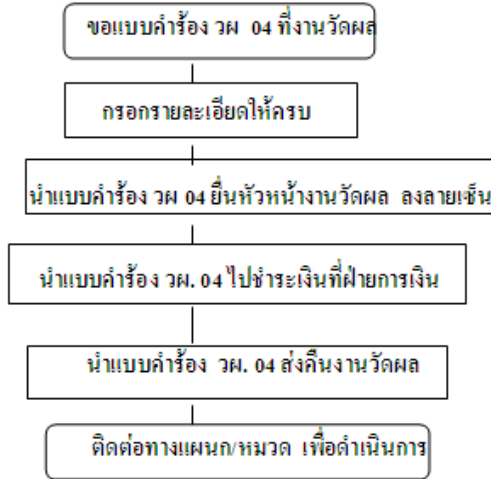 ขอแบบคำร้อง วผ 04 ที่งานวัดผล
กรอกรายละเอียดให้ครบ
นำแบบคำร้อง วผ 04 ยื่นหัวหน้างานวัดผล ลงลายเซ็น
นำแบบคำร้อง วผ. 04 ไปชำระเงินที่ฝ่ายการเงิน
นำแบบคำร้อง วผ. 04 ส่งคืนงานวัดผล
ติดต่อทางแผนก/หมวด เพื่อดำเนินการ